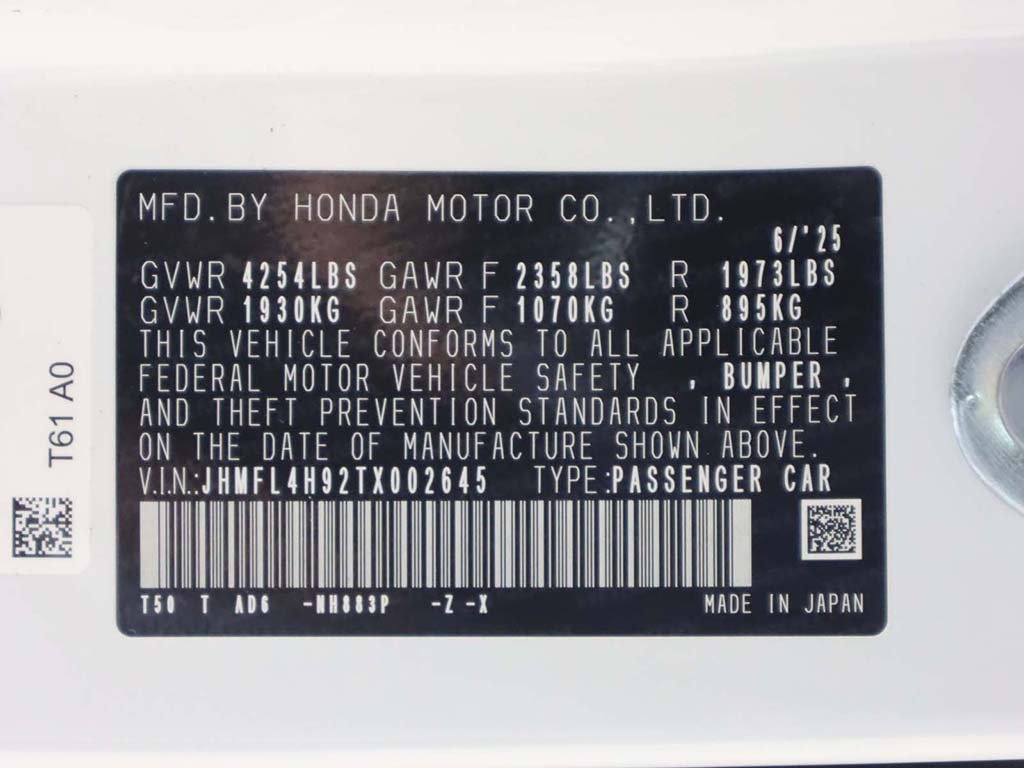 MFD.BY HONDA MOTOR CO.,LTD.
6/'25
GVWR 4254LBS GAWR F 2358LBS R 1973LBS
GVWR 1930KG GAWR F 1070KG R 895KG
THIS VEHICLE CONFORMS TO ALL APPLICABLE
FEDERAL MOTOR VEHICLE SAFETY , BUMPER ,
AND THEFT PREVENTION STANDARDS IN EFFECT
ON THE DATE OF MANUFACTURE SHOWN ABOVE.
V.I.N.:JHMFL4H92TX002645 TYPE:PASSENGER CAR
T50 T AD6 -NH883P -Z -X MADE IN JAPAN
T61 A0